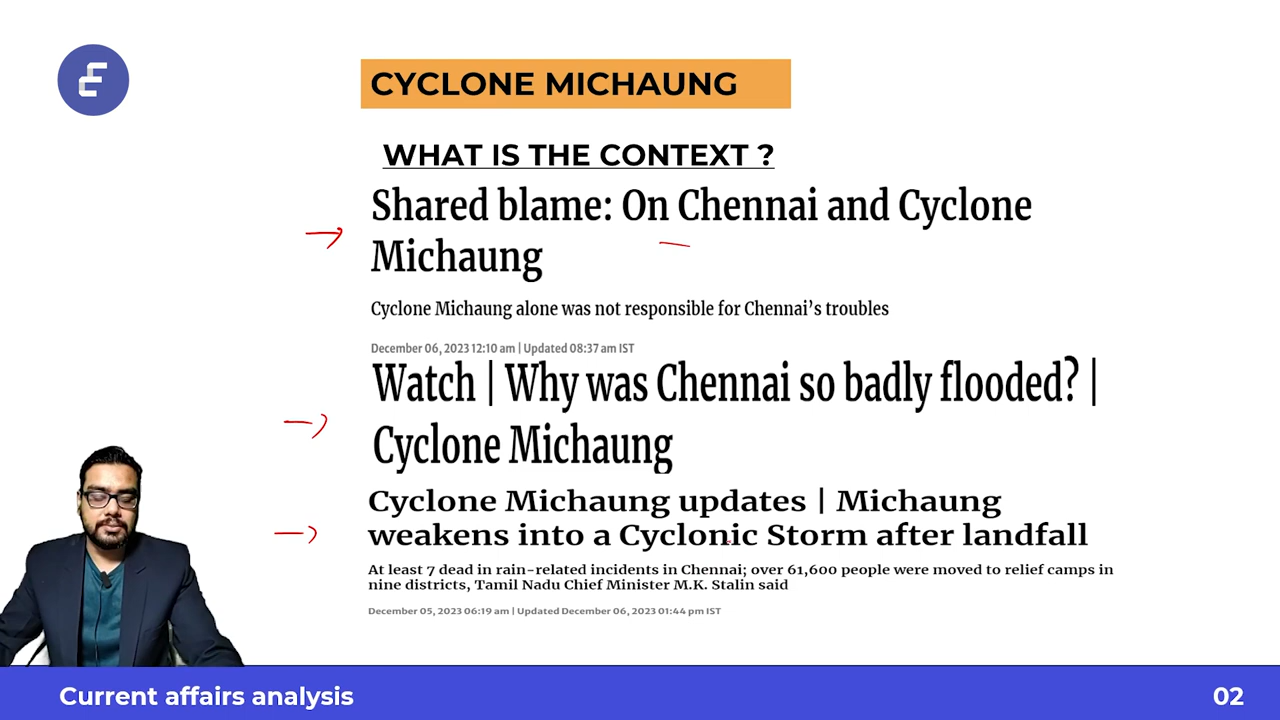 CYCLONE MICHAUNG
WHAT IS THE CONTEXT ?
Shared blame: On Chennai and Cyclone
Michaung
Cyclone Michaung alone was not responsible for Chennai’s troubles
December 06, 2023 12:10 am | Updated 08:37 am IST
Watch | Why was Chennai so badly flooded? |
Cyclone Michaung
Cyclone Michaung updates | Michaung
weakens into a Cyclonic Storm after landfall
At least 7 dead in rain-related incidents in Chennai; over 61,600 people were moved to relief camps in
nine districts, Tamil Nadu Chief Minister M.K. Stalin said
December 05, 2023 06:19 am | Updated December 06, 2023 01:44 pm IST
Current affairs analysis
02